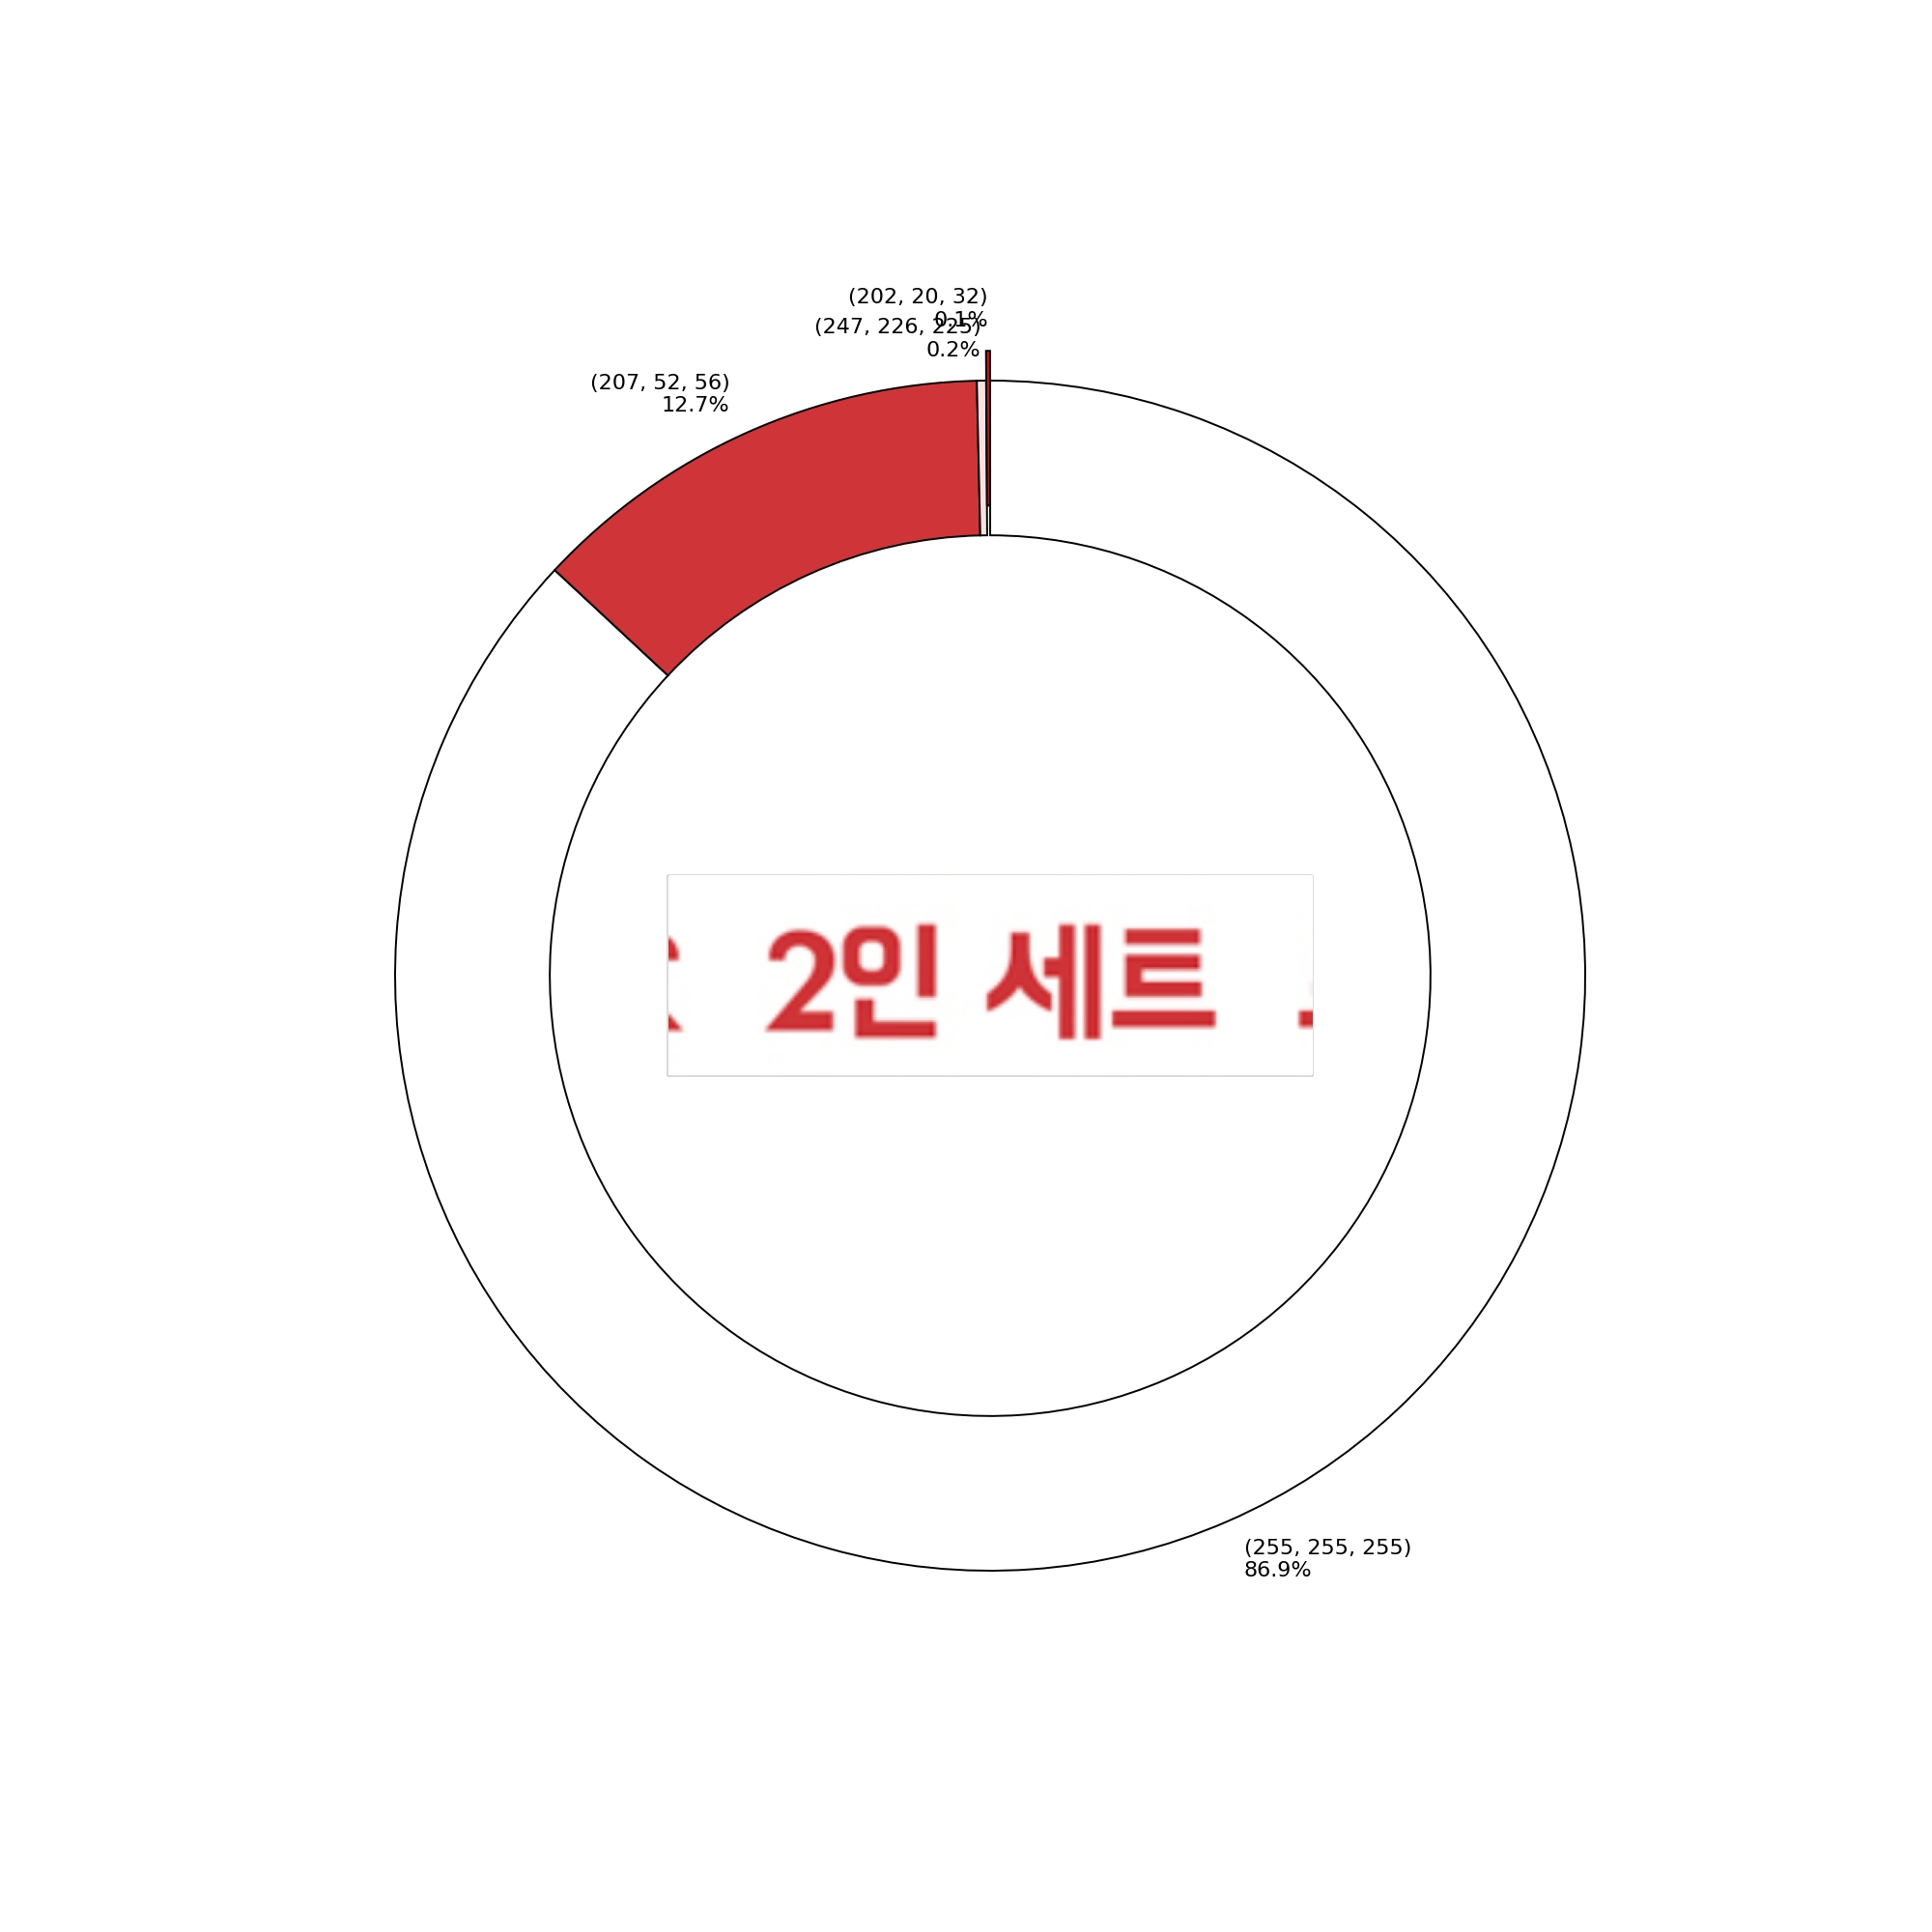 (202, 20, 32)
0.1%
(247, 226, 225)
0.2%
(207, 52, 56)
12.7%
2인 세트
(255, 255, 255)
86.9%